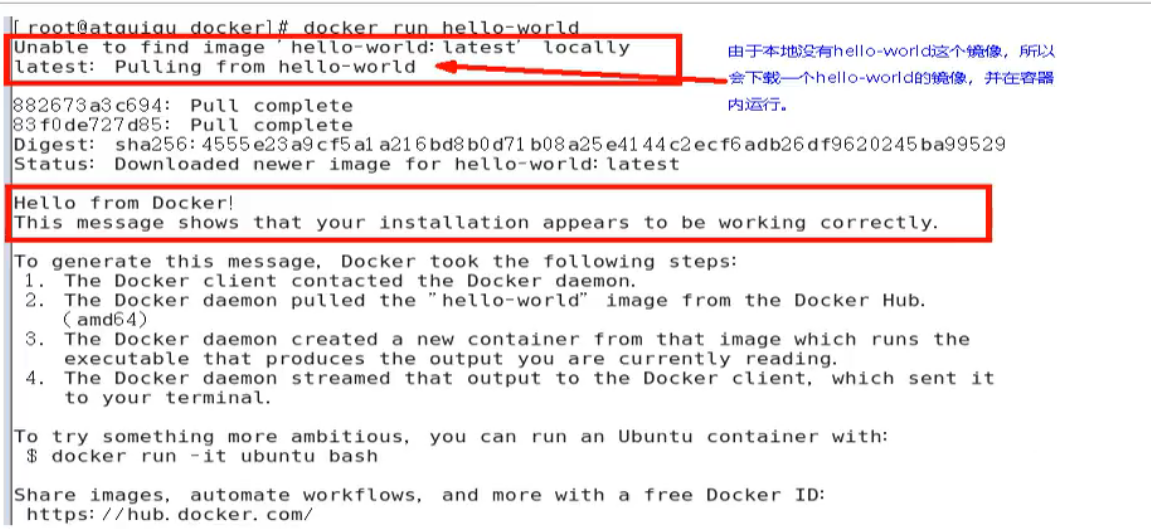 [root@atguigu docker]# docker run hello-world
Unable to find image 'hello-world:latest' locally
latest: Pulling from hello-world
由于本地没有hello-world这个镜像，所以
会下载一个hello-world的镜像，并在容器
内运行。
882673a3c694: Pull complete
83f0de727d85: Pull complete
Digest: sha256:4555e23a9cf5a1a216bd8b0d71b08a25e4144c2ecf6adb26df9620245ba99529
Status: Downloaded newer image for hello-world:latest
Hello from Docker!
This message shows that your installation appears to be working correctly.
To generate this message, Docker took the following steps:
1. The Docker client contacted the Docker daemon.
2. The Docker daemon pulled the "hello-world" image from the Docker Hub.
(amd64)
3. The Docker daemon created a new container from that image which runs the
executable that produces the output you are currently reading.
4. The Docker daemon streamed that output to the Docker client, which sent it
to your terminal.
To try something more ambitious, you can run an Ubuntu container with:
$ docker run -it ubuntu bash
Share images, automate workflows, and more with a free Docker ID:
https://hub.docker.com/